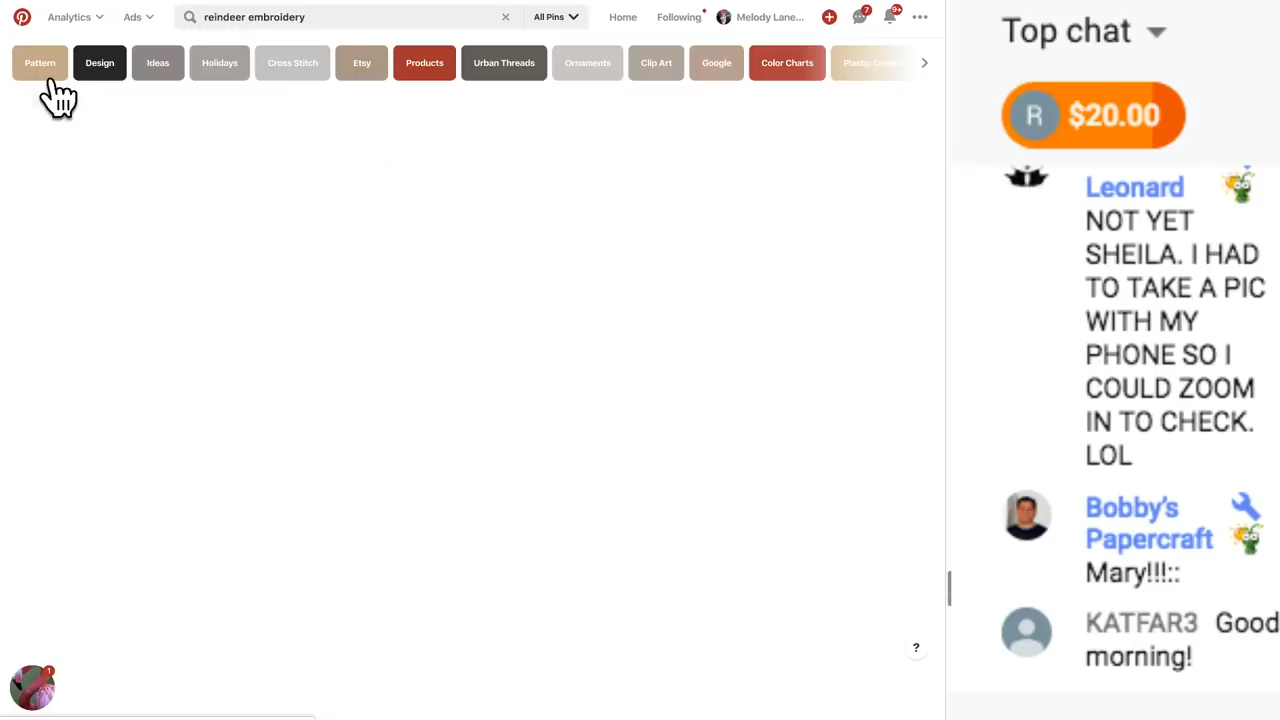 Analytics
Ads
reindeer embroidery
All Pins
Home
Following
Melody Lane...
7
9+
Pattern
Design
Ideas
Holidays
Cross Stitch
Etsy
Products
Urban Threads
Ornaments
Clip Art
Google
Color Charts
?
1
Top chat
R $20.00
Leonard
NOT YET
SHEILA. I HAD
TO TAKE A PIC
WITH MY
PHONE SO I
COULD ZOOM
IN TO CHECK.
LOL
Bobby's
Papercraft
Mary!!!::
KATFAR3 Good
morning!